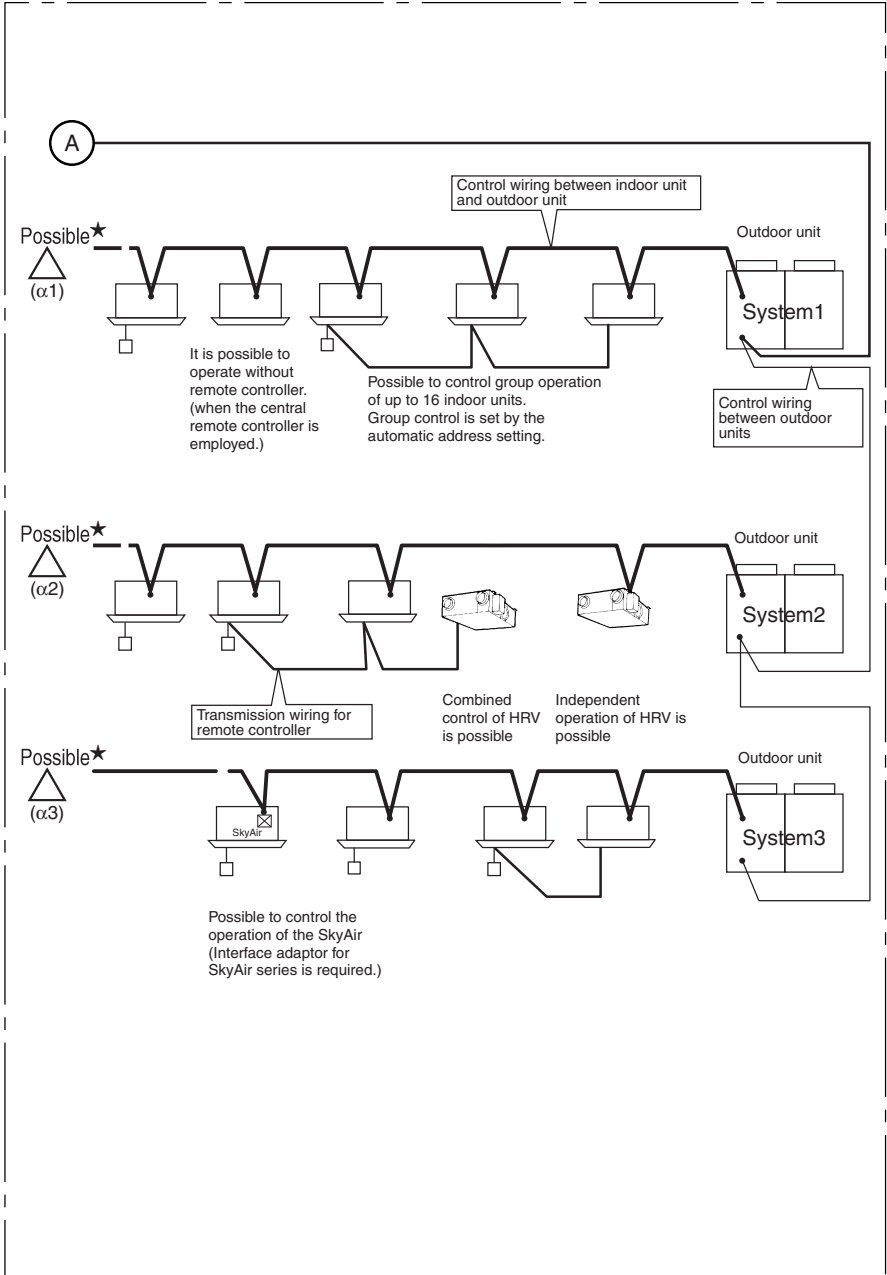 A
Control wiring between indoor unit
and outdoor unit
Possible★
(α1)
Outdoor unit
System1
It is possible to
operate without
remote controller.
(when the central
remote controller is
employed.)
Possible to control group operation
of up to 16 indoor units.
Group control is set by the
automatic address setting.
Control wiring
between outdoor
units
Possible★
(α2)
Outdoor unit
System2
Transmission wiring for
remote controller
Combined
control of HRV
is possible
Independent
operation of HRV is
possible
Possible★
(α3)
Outdoor unit
SkyAir
System3
Possible to control the
operation of the SkyAir
(Interface adaptor for
SkyAir series is required.)